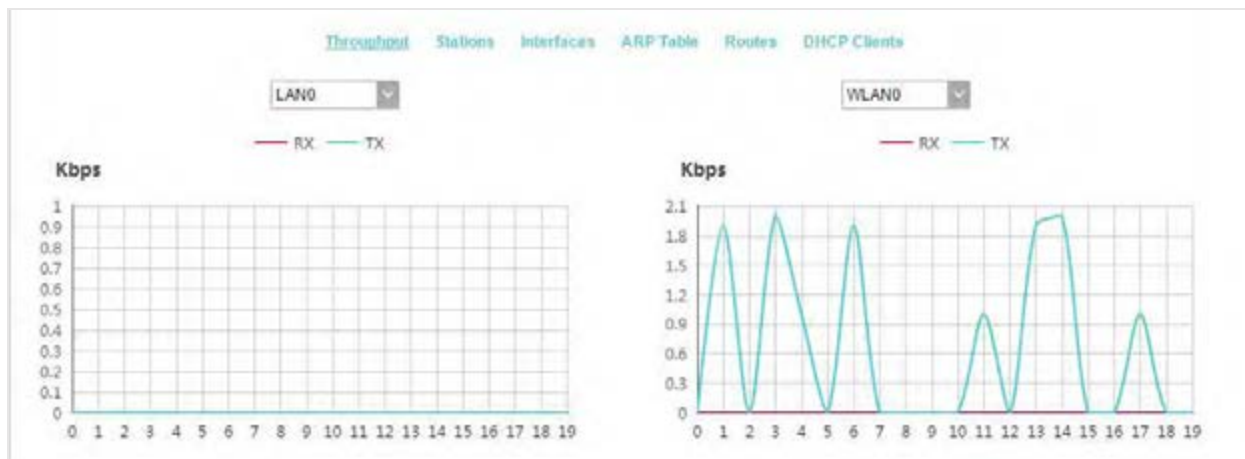 Throughput Stations Interfaces ARP Table Routes DHCP Clients
LAN0 WLAN0
RX TX RX TX
Kbps Kbps
1 2.1
0.9 1.8
0.8 1.5
0.7 1.2
0.6 0.9
0.5 0.6
0.4 0.3
0.3 0
0.2
0.1
0
0 1 2 3 4 5 6 7 8 9 10 11 12 13 14 15 16 17 18 19 0 1 2 3 4 5 6 7 8 9 10 11 12 13 14 15 16 17 18 19